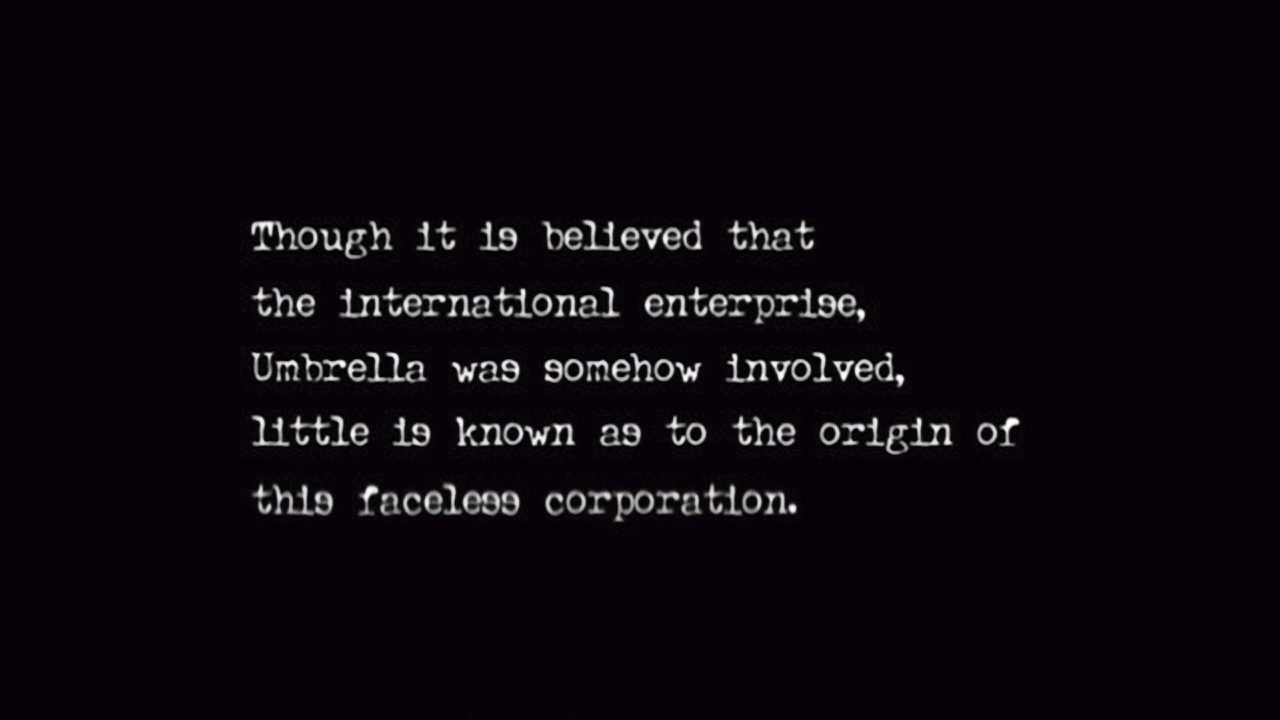 Though it is believed that
the international enterprise,
Umbrella was somehow involved,
little is known as to the origin of
this faceless corporation.